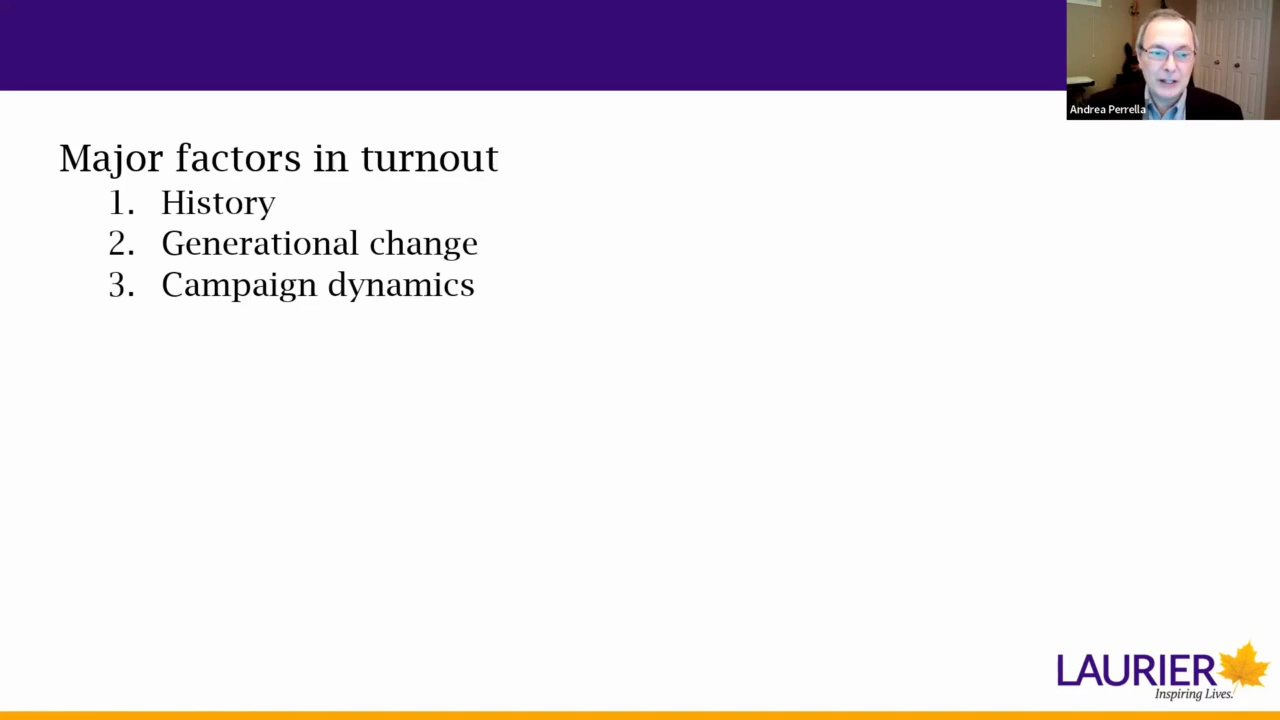 Andrea Perrella
Major factors in turnout
1. History
2. Generational change
3. Campaign dynamics
LAURIER
Inspiring Lives.